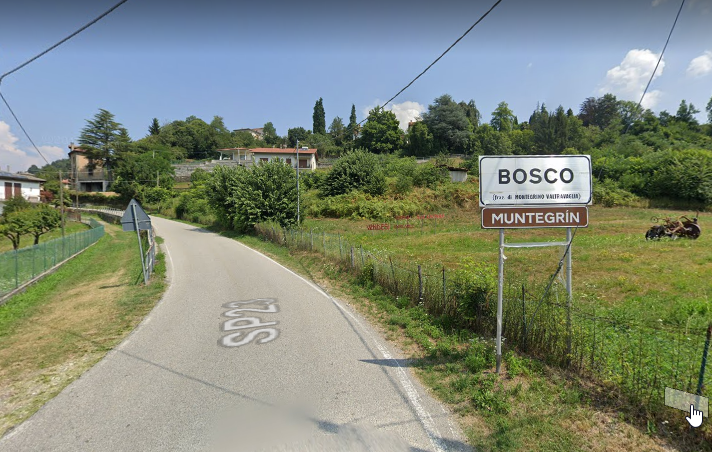 BOSCO
(fraz. di MONTEGRINO VALTRAVAGLIA)
MUNTEGRÌN
SP23